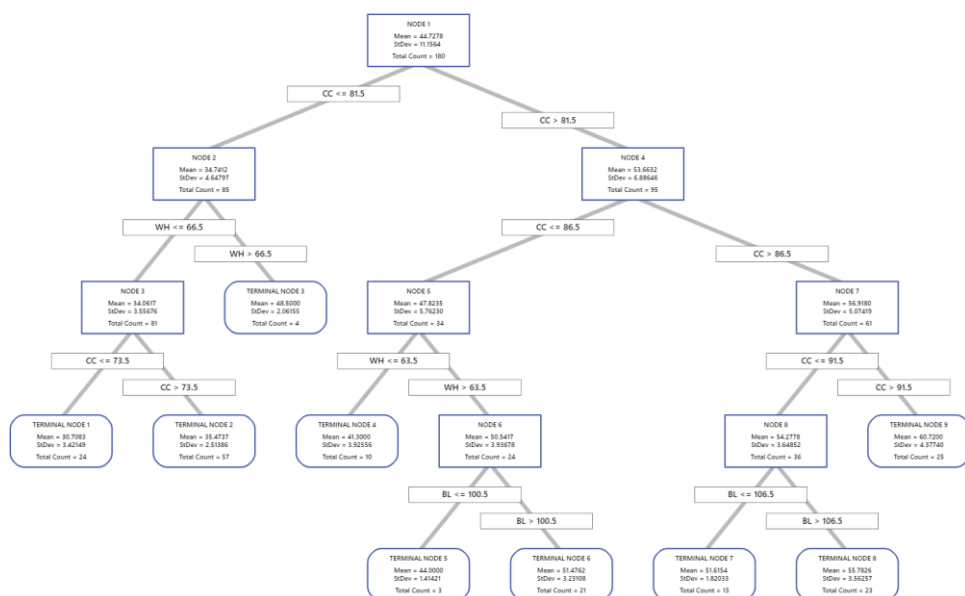 NODE 1
Mean = 44.7278
StDev = 11.1564
Total Count = 180
CC <= 81.5
CC > 81.5
NODE 2
Mean = 34.7412
StDev = 4.64797
Total Count = 85
NODE 4
Mean = 53.6632
StDev = 6.88646
Total Count = 95
WH <= 66.5
WH > 66.5
CC <= 86.5
CC > 86.5
NODE 3
Mean = 34.0617
StDev = 3.55676
Total Count = 81
TERMINAL NODE 3
Mean = 48.5000
StDev = 2.06155
Total Count = 4
NODE 5
Mean = 47.8235
StDev = 5.76230
Total Count = 34
NODE 7
Mean = 56.9180
StDev = 5.07419
Total Count = 61
CC <= 73.5
CC > 73.5
WH <= 63.5
WH > 63.5
CC <= 91.5
CC > 91.5
TERMINAL NODE 1
Mean = 30.7083
StDev = 3.42149
Total Count = 24
TERMINAL NODE 2
Mean = 35.4737
StDev = 2.51386
Total Count = 57
TERMINAL NODE 4
Mean = 41.3000
StDev = 3.92556
Total Count = 10
NODE 6
Mean = 50.5417
StDev = 3.93678
Total Count = 24
NODE 8
Mean = 54.2778
StDev = 3.64852
Total Count = 36
TERMINAL NODE 9
Mean = 60.7200
StDev = 4.37740
Total Count = 25
BL <= 100.5
BL > 100.5
BL <= 106.5
BL > 106.5
TERMINAL NODE 5
Mean = 44.0000
StDev = 1.41421
Total Count = 3
TERMINAL NODE 6
Mean = 51.4762
StDev = 3.23108
Total Count = 21
TERMINAL NODE 7
Mean = 51.6154
StDev = 1.82033
Total Count = 13
TERMINAL NODE 8
Mean = 55.7826
StDev = 3.56257
Total Count = 23